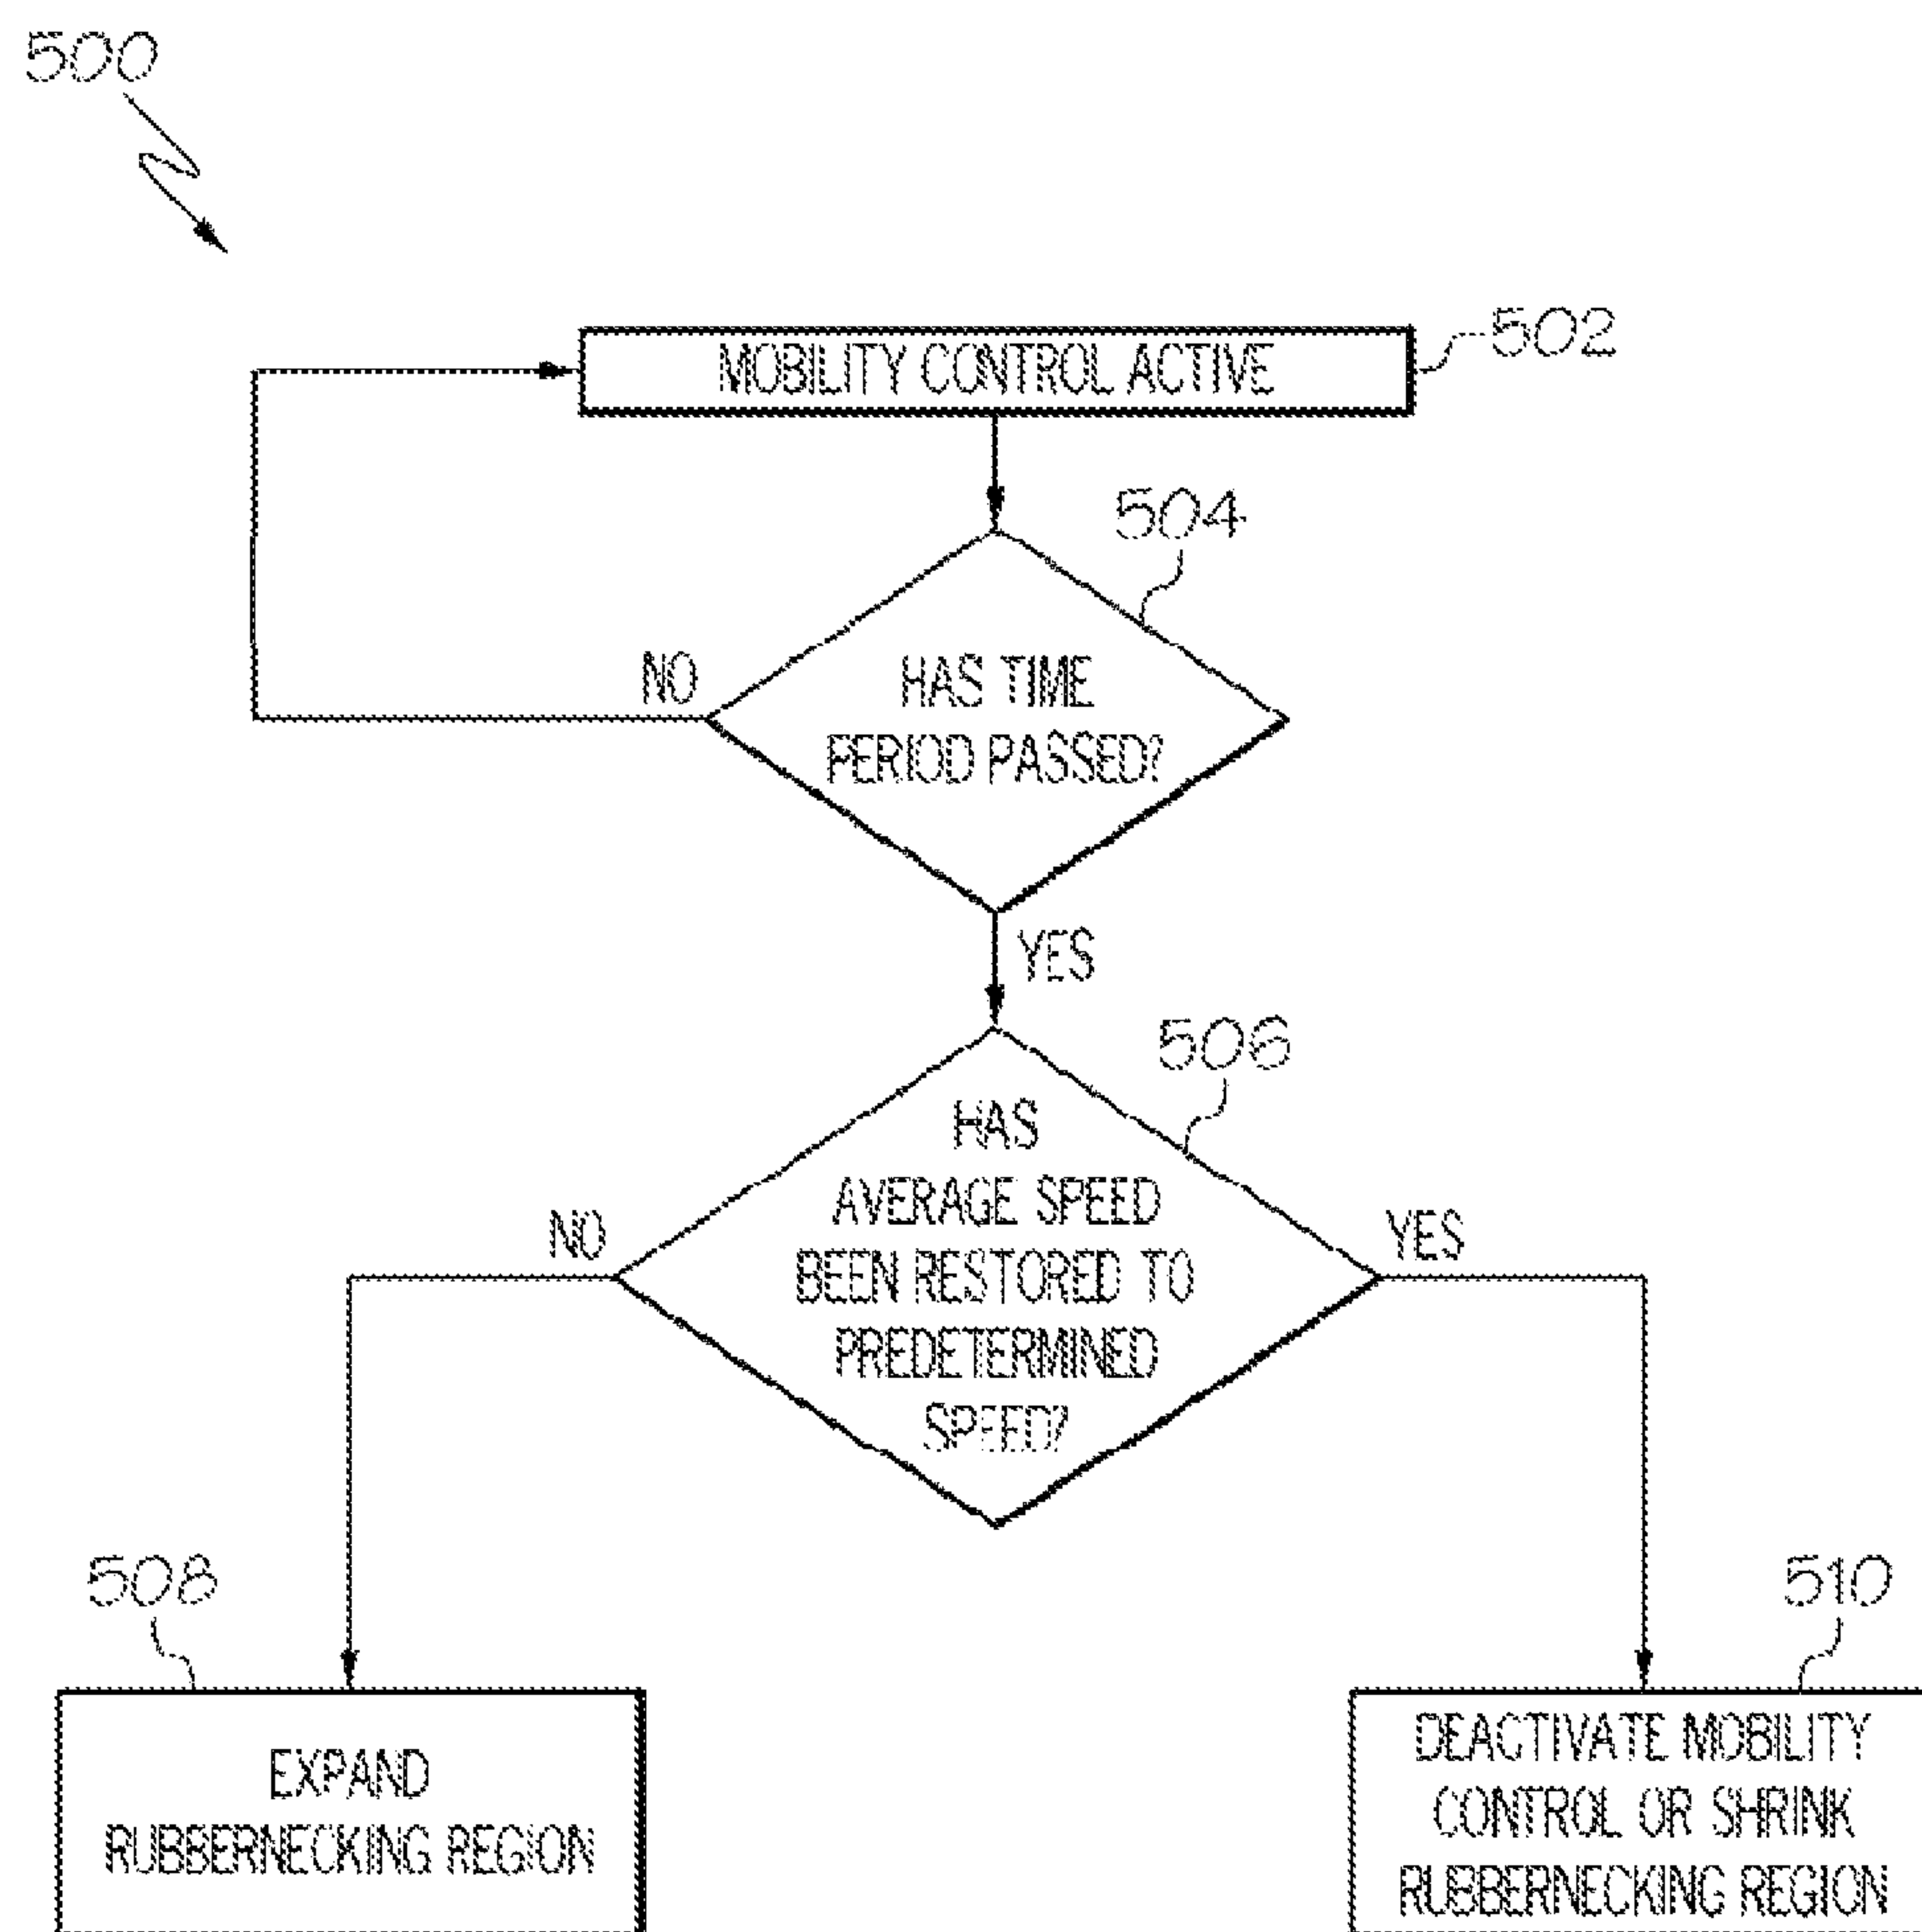 500
MOBILITY CONTROL ACTIVE
502
504
HAS TIME
PERIOD PASSED?
NO
YES
506
HAS
AVERAGE SPEED
BEEN RESTORED TO
PREDETERMINED
SPEED?
NO
YES
508
EXPAND
RUBBERNECKING REGION
510
DEACTIVATE MOBILITY
CONTROL OR SHRINK
RUBBERNECKING REGION